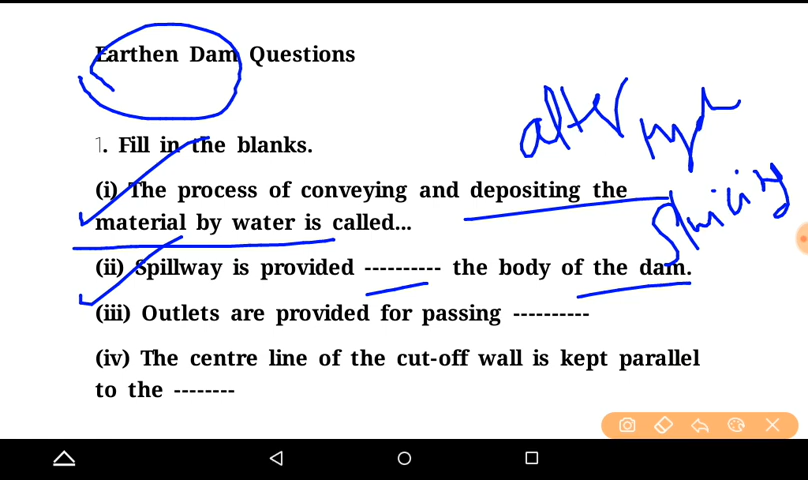 Earthen Dam Questions
1. Fill in the blanks.
(i) The process of conveying and depositing the
material by water is called...
(ii) Spillway is provided ---------- the body of the dam.
(iii) Outlets are provided for passing ----------
(iv) The centre line of the cut-off wall is kept parallel
to the --------
after